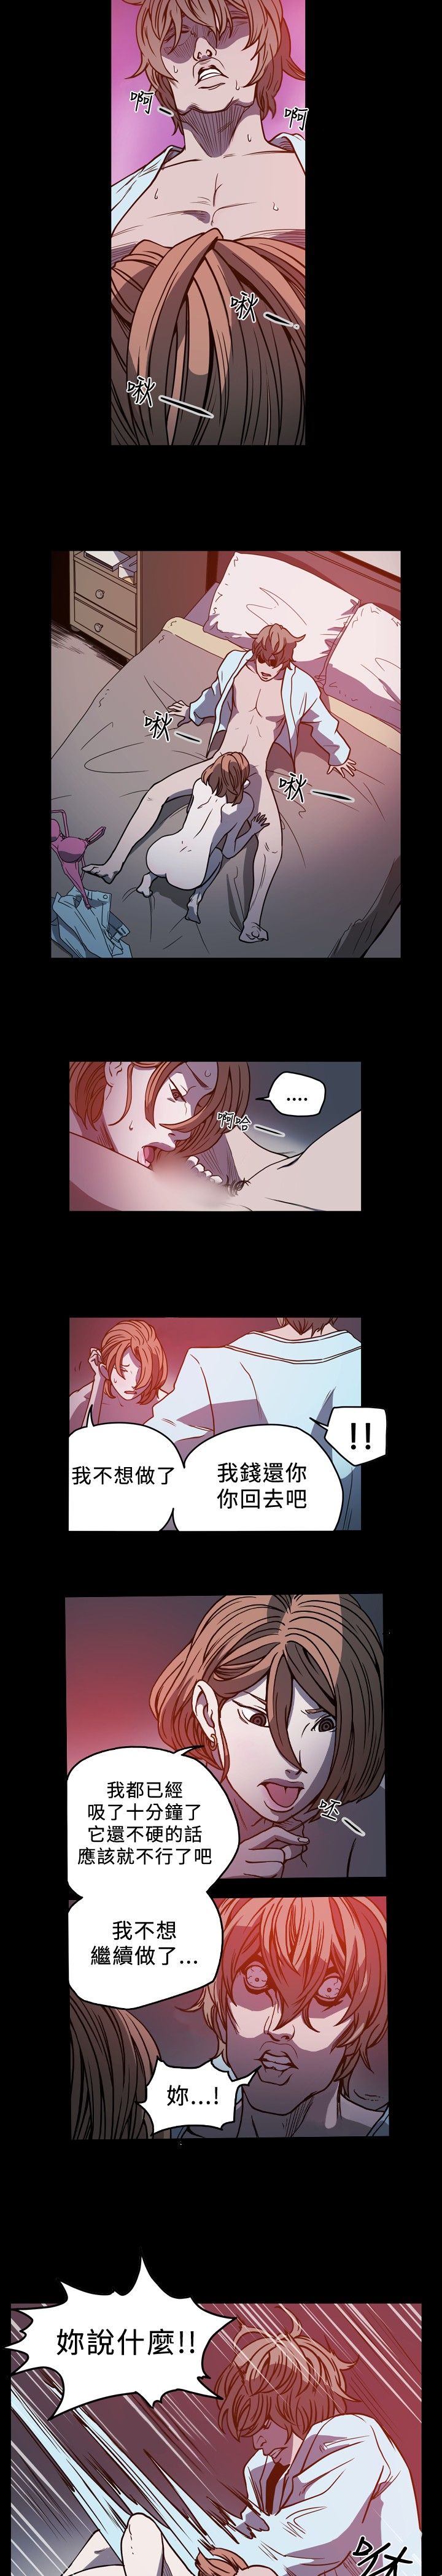 啊
啊
啾
啾
啾
啾
....
啊哈
!!
我不想做了
我錢還你
你回去吧
我都已經
吸了十分鐘了
它還不硬的話
應該就不行了吧
呸
我不想
繼續做了...
妳...!
妳說什麼!!
咻